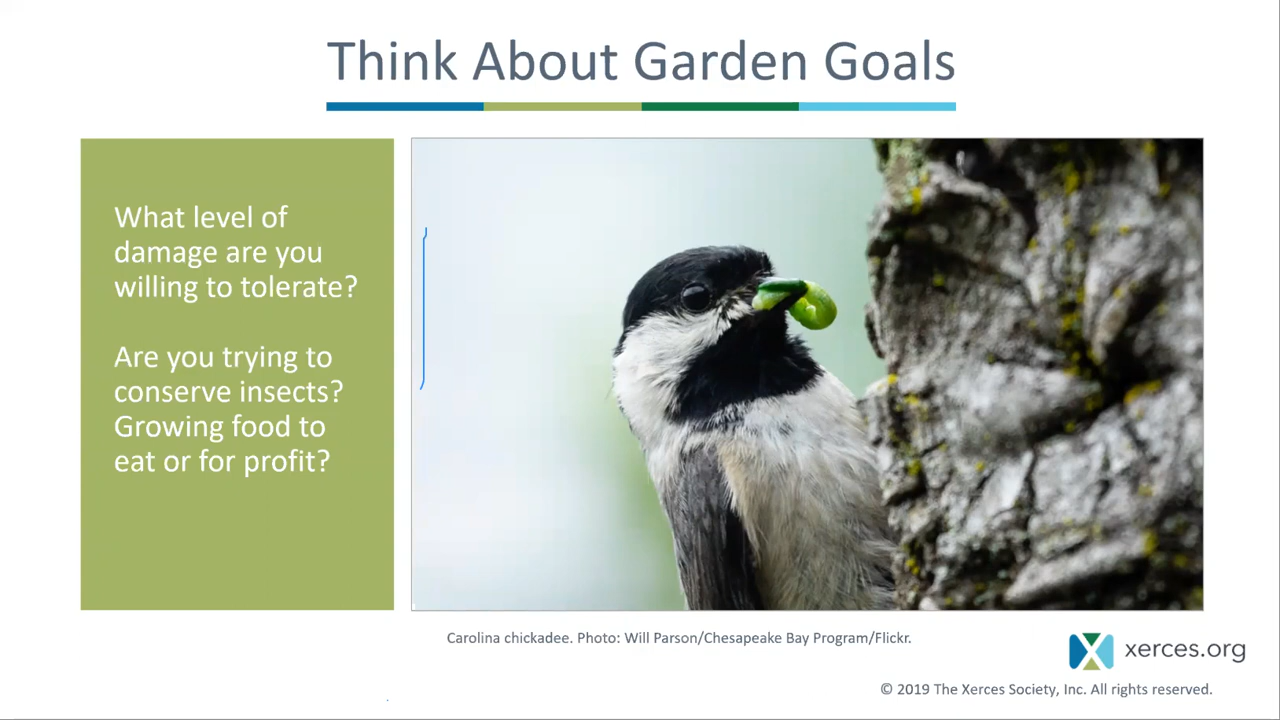 Think About Garden Goals
What level of
damage are you
willing to tolerate?
Are you trying to
conserve insects?
Growing food to
eat or for profit?
Carolina chickadee. Photo: Will Parson/Chesapeake Bay Program/Flickr.
xerces.org
© 2019 The Xerces Society, Inc. All rights reserved.